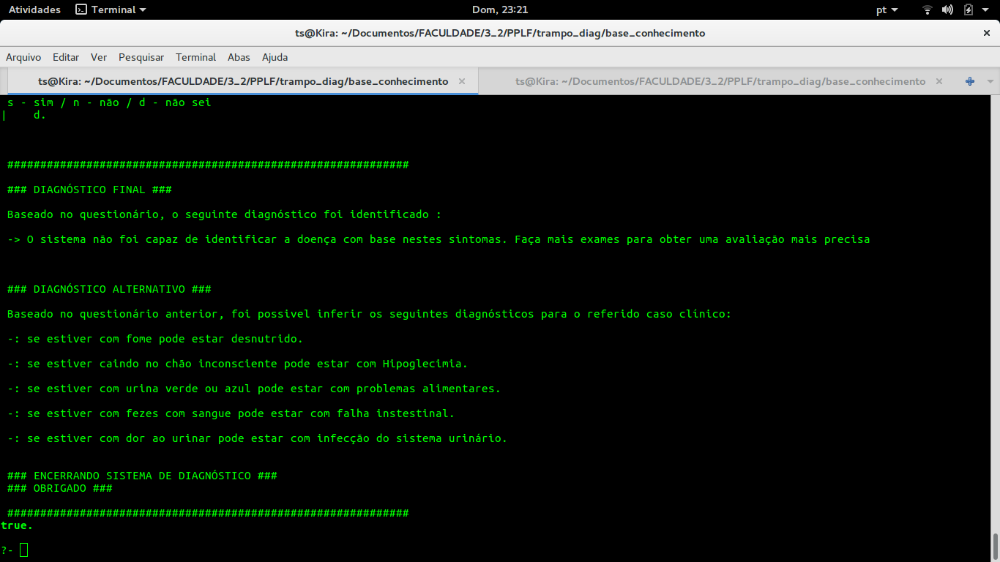 Atividades Terminal Dom, 23:21 pt
ts@Kira: ~/Documentos/FACULDADE/3_2/PPLF/trampo_diag/base_conhecimento ×
Arquivo Editar Ver Pesquisar Terminal Abas Ajuda
ts@Kira: ~/Documentos/FACULDADE/3_2/PPLF/trampo_diag/base_conhecimento × ts@Kira: ~/Documentos/FACULDADE/3_2/PPLF/trampo_diag/base_conhecimento ×
s - sim / n - não / d - não sei
|    d.
#############################################################
### DIAGNÓSTICO FINAL ###
Baseado no questionário, o seguinte diagnóstico foi identificado :
-> O sistema não foi capaz de identificar a doença com base nestes sintomas. Faça mais exames para obter uma avaliação mais precisa
### DIAGNÓSTICO ALTERNATIVO ###
Baseado no questionário anterior, foi possivel inferir os seguintes diagnósticos para o referido caso clínico:
-: se estiver com fome pode estar desnutrido.
-: se estiver caindo no chão inconsciente pode estar com Hipoglecimia.
-: se estiver com urina verde ou azul pode estar com problemas alimentares.
-: se estiver com fezes com sangue pode estar com falha instestinal.
-: se estiver com dor ao urinar pode estar com infecção do sistema urinário.
### ENCERRANDO SISTEMA DE DIAGNÓSTICO ###
### OBRIGADO ###
#############################################################
true.
?-